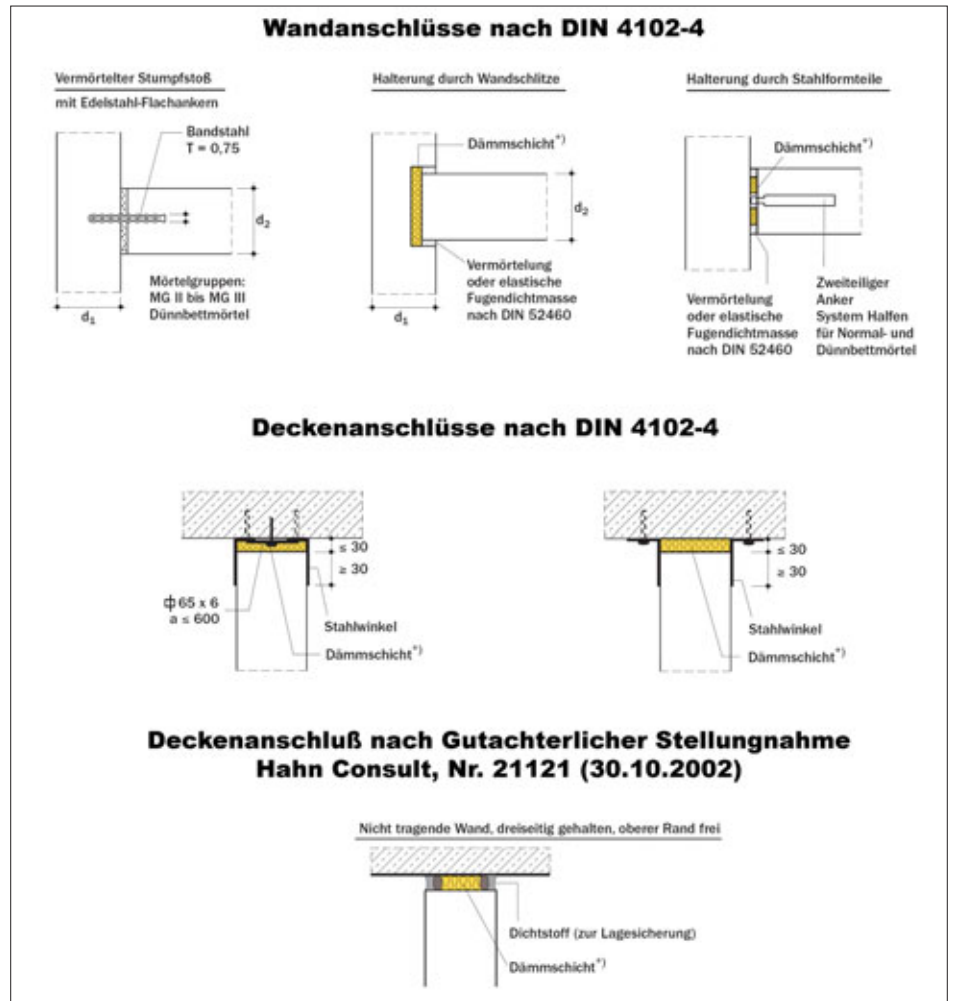 Wandanschlüsse nach DIN 4102-4
Vermörtelter Stumpfstoß
mit Edelstahl-Flachankern
Bandstahl
T = 0,75
d₂
Mörtelgruppen:
MG II bis MG III
Dünnbettmörtel
d₁
Halterung durch Wandschlitze
Dämmschicht*)
d₂
Vermörtelung
oder elastische
Fugendichtmasse
nach DIN 52460
d₁
Halterung durch Stahlformteile
Dämmschicht*)
Vermörtelung
oder elastische
Fugendichtmasse
nach DIN 52460
Zweiteiliger
Anker
System Halfen
für Normal- und
Dünnbettmörtel
Deckenanschlüsse nach DIN 4102-4
≤ 30
≥ 30
65 x 6
a ≤ 600
Stahlwinkel
Dämmschicht*)
≤ 30
≥ 30
Stahlwinkel
Dämmschicht*)
Deckenanschluß nach Gutachterlicher Stellungnahme
Hahn Consult, Nr. 21121 (30.10.2002)
Nicht tragende Wand, dreiseitig gehalten, oberer Rand frei
Dichtstoff (zur Lagesicherung)
Dämmschicht*)